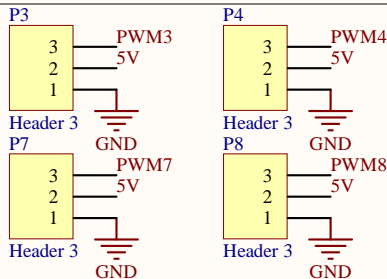 P3
3 PWM3
2 5V
1
Header 3
GND
P4
3 PWM4
2 5V
1
Header 3
GND
P7
3 PWM7
2 5V
1
Header 3
GND
P8
3 PWM8
2 5V
1
Header 3
GND